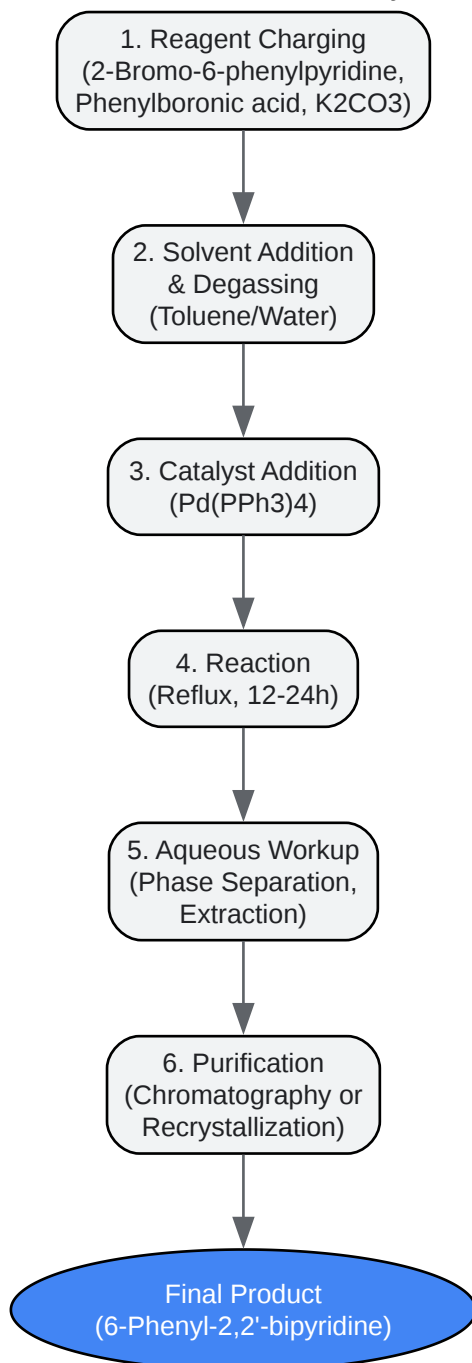 1. Reagent Charging
(2-Bromo-6-phenylpyridine,
Phenylboronic acid, K2CO3)
2. Solvent Addition
& Degassing
(Toluene/Water)
3. Catalyst Addition
(Pd(PPh3)4)
4. Reaction
(Reflux, 12-24h)
5. Aqueous Workup
(Phase Separation,
Extraction)
6. Purification
(Chromatography or
Recrystallization)
Final Product
(6-Phenyl-2,2'-bipyridine)